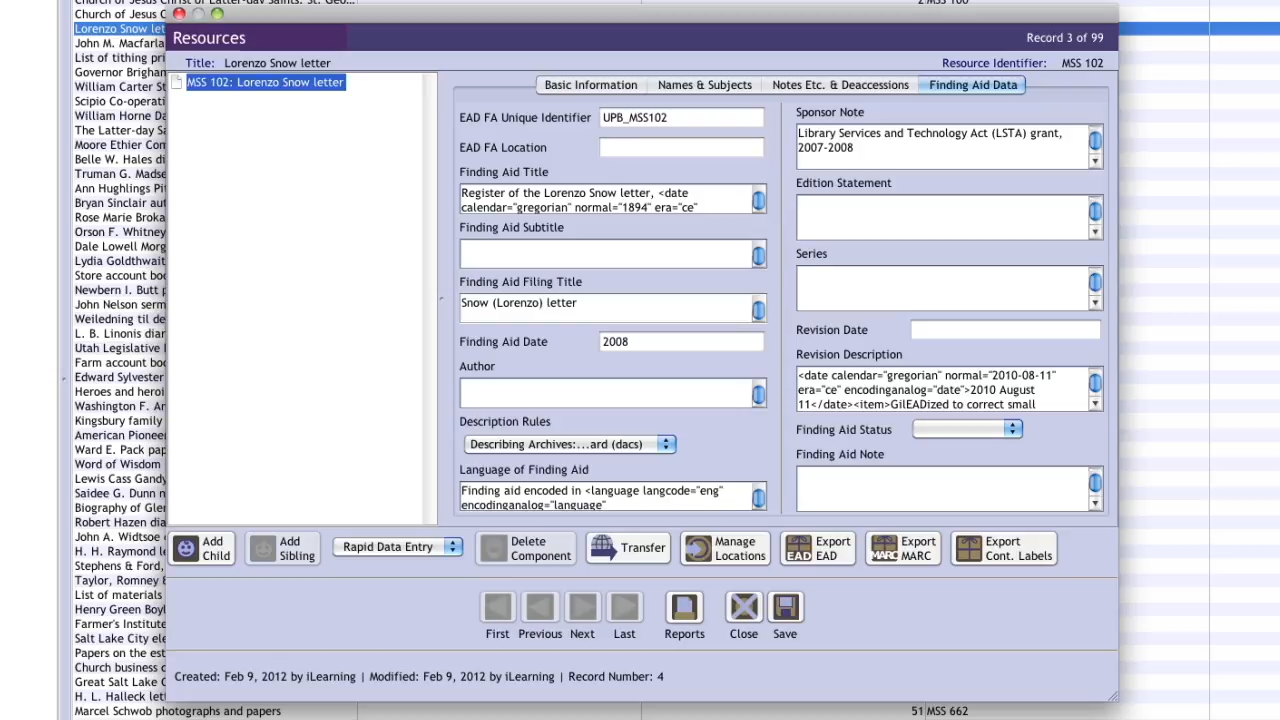 Church of Jesus Christ of Latter-day Saints. St. Geo...
2 MSS 100
Church of Jesus C
Lorenzo Snow let
John M. Macfarla
List of tithing pri
Governor Brighan
William Carter St
Scipio Co-operati
William Horne Da
The Latter-day Sa
Moore Ethier Con
Belle W. Hales di
Truman G. Madse
Ann Hughlings Pi
Bryan Sinclair aut
Rose Marie Broka
Orson F. Whitney
Dale Lowell Morg
Lydia Goldthwait
Store account boo
Newbern I. Butt p
John Nelson serm
Weiledning til de
L. B. Linonis diar
Utah Legislative I
Farm account boo
Edward Sylvester
Heroes and heroi
Washington F. An
Kingsbury family
American Pioneer
Ward E. Pack pap
Word of Wisdom
Lewis Cass Gandy
Saidee G. Dunn n
Biography of Glen
Robert Hazen dia
John A. Widtsoe
H. H. Raymond le
Stephens & Ford,
Taylor, Romney &
List of materials
Henry Green Boyl
Farmer's Institute
Salt Lake City ele
Papers on the est
Church business c
Great Salt Lake C
H. L. Halleck lett
Marcel Schwob photographs and papers
51 MSS 662
Resources
Record 3 of 99
Title: Lorenzo Snow letter
Resource Identifier: MSS 102
MSS 102: Lorenzo Snow letter
Basic Information
Names & Subjects
Notes Etc. & Deaccessions
Finding Aid Data
EAD FA Unique Identifier UPB_MSS102
EAD FA Location
Finding Aid Title
Register of the Lorenzo Snow letter, <date
calendar="gregorian" normal="1894" era="ce"
Finding Aid Subtitle
Finding Aid Filing Title
Snow (Lorenzo) letter
Finding Aid Date 2008
Author
Description Rules
Describing Archives:...ard (dacs)
Language of Finding Aid
Finding aid encoded in <language langcode="eng"
encodinganalog="language"
Sponsor Note
Library Services and Technology Act (LSTA) grant,
2007-2008
Edition Statement
Series
Revision Date
Revision Description
<date calendar="gregorian" normal="2010-08-11"
era="ce" encodinganalog="date">2010 August
11</date><item>GilEADized to correct small
Finding Aid Status
Finding Aid Note
Add
Child
Add
Sibling
Rapid Data Entry
Delete
Component
Transfer
Manage
Locations
EAD
Export
EAD
MARC
Export
MARC
Export
Cont. Labels
First
Previous
Next
Last
Reports
Close
Save
Created: Feb 9, 2012 by iLearning | Modified: Feb 9, 2012 by iLearning | Record Number: 4